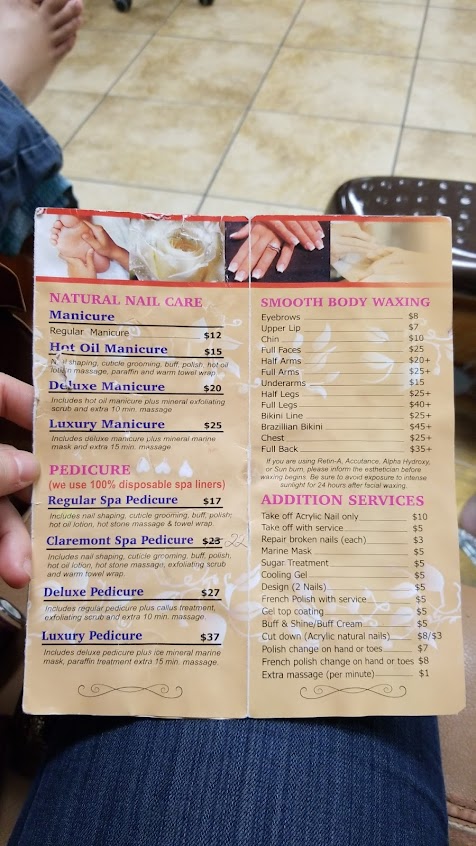 NATURAL NAIL CARE
Manicure
Regular Manicure $12
Hot Oil Manicure $15
Nail shaping, cuticle grooming, buff, polish, hot oil
lotion massage, paraffin and warm towel wrap
Deluxe Manicure $20
Includes hot oil manicure plus mineral exfoliating
scrub and extra 10 min. massage
Luxury Manicure $25
Includes deluxe manicure plus mineral marine
mask and extra 15 min. massage.
PEDICURE
(we use 100% disposable spa liners)
Regular Spa Pedicure $17
Includes nail shaping, cuticle grooming, buff, polish,
hot oil lotion, hot stone massage & towel wrap.
Claremont Spa Pedicure $23 22
Includes nail shaping, cuticle grooming, buff, polish,
hot oil lotion, hot stone massage, exfoliating scrub
and warm towel wrap.
Deluxe Pedicure $27
Includes regular pedicure plus callus treatment,
exfoliating scrub and extra 10 min. massage.
Luxury Pedicure $37
Includes deluxe pedicure plus ice mineral marine
mask, paraffin treatment extra 15 min. massage.
SMOOTH BODY WAXING
Eyebrows $8
Upper Lip $7
Chin $10
Full Faces $25
Half Arms $20+
Full Arms $25+
Underarms $15
Half Legs $25+
Full Legs $40+
Bikini Line $25+
Brazillian Bikini $45+
Chest $25+
Full Back $35+
If you are using Retin-A, Accutance, Alpha Hydroxy,
or Sun burn, please inform the esthetician before
waxing begins. Be sure to avoid exposure to intense
sunlight for 24 hours after facial waxing.
ADDITION SERVICES
Take off Acrylic Nail only $10
Take off with service $5
Repair broken nails (each) $3
Marine Mask $5
Sugar Treatment $5
Cooling Gel $5
Design (2 Nails) $5
French Polish with service $5
Gel top coating $5
Buff & Shine/Buff Cream $5
Cut down (Acrylic natural nails) $8/$3
Polish change on hand or toes $7
French polish change on hand or toes $8
Extra massage (per minute) $1